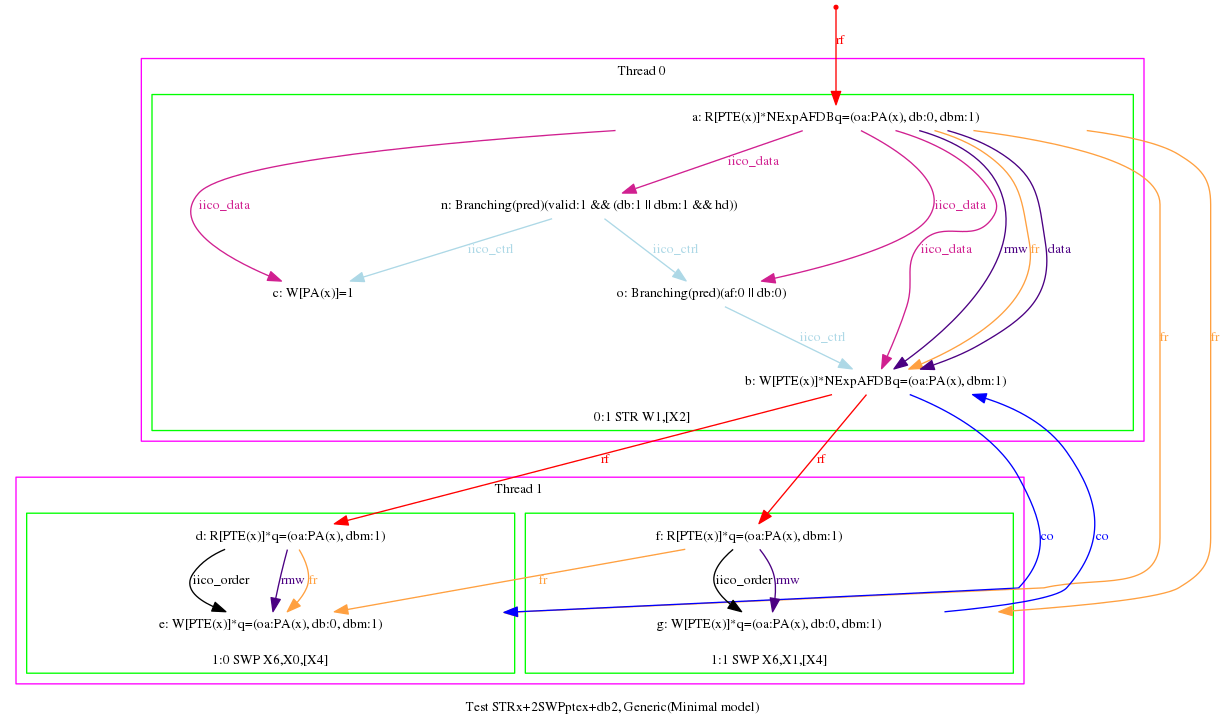 rf
Thread 0
a: R[PTE(x)]*NExpAFDBq=(oa:PA(x), db:0, dbm:1)
iico_data
iico_data
n: Branching(pred)(valid:1 && (db:1 || dbm:1 && hd))
iico_data
iico_ctrl
iico_ctrl
iico_data
rmw
fr
data
c: W[PA(x)]=1
o: Branching(pred)(af:0 || db:0)
iico_ctrl
fr
fr
b: W[PTE(x)]*NExpAFDBq=(oa:PA(x), dbm:1)
0:1 STR W1,[X2]
rf
rf
Thread 1
d: R[PTE(x)]*q=(oa:PA(x), dbm:1)
f: R[PTE(x)]*q=(oa:PA(x), dbm:1)
co
co
iico_order
rmw
fr
fr
iico_order
rmw
e: W[PTE(x)]*q=(oa:PA(x), db:0, dbm:1)
g: W[PTE(x)]*q=(oa:PA(x), db:0, dbm:1)
1:0 SWP X6,X0,[X4]
1:1 SWP X6,X1,[X4]
Test STRx+2SWPptex+db2, Generic(Minimal model)